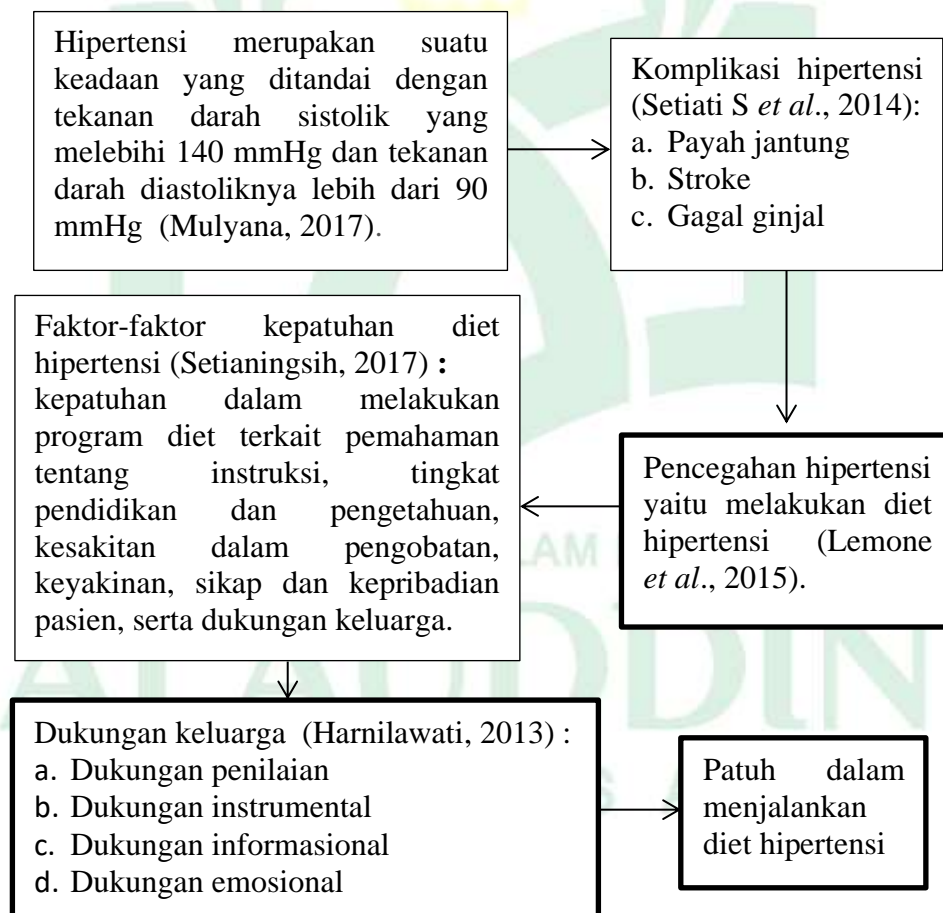 Hipertensi merupakan suatu
keadaan yang ditandai dengan
tekanan darah sistolik yang
melebihi 140 mmHg dan tekanan
darah diastoliknya lebih dari 90
mmHg (Mulyana, 2017).
Komplikasi hipertensi
(Setiati S et al., 2014):
a. Payah jantung
b. Stroke
c. Gagal ginjal
Faktor-faktor kepatuhan diet
hipertensi (Setianingsih, 2017) :
kepatuhan dalam melakukan
program diet terkait pemahaman
tentang instruksi, tingkat
pendidikan dan pengetahuan,
kesakitan dalam pengobatan,
keyakinan, sikap dan kepribadian
pasien, serta dukungan keluarga.
Pencegahan hipertensi
yaitu melakukan diet
hipertensi (Lemone
et al., 2015).
LAM
ALAUDDIN
Dukungan keluarga (Harnilawati, 2013) :
a. Dukungan penilaian
b. Dukungan instrumental
c. Dukungan informasional
d. Dukungan emosional
Patuh dalam
menjalankan
diet hipertensi